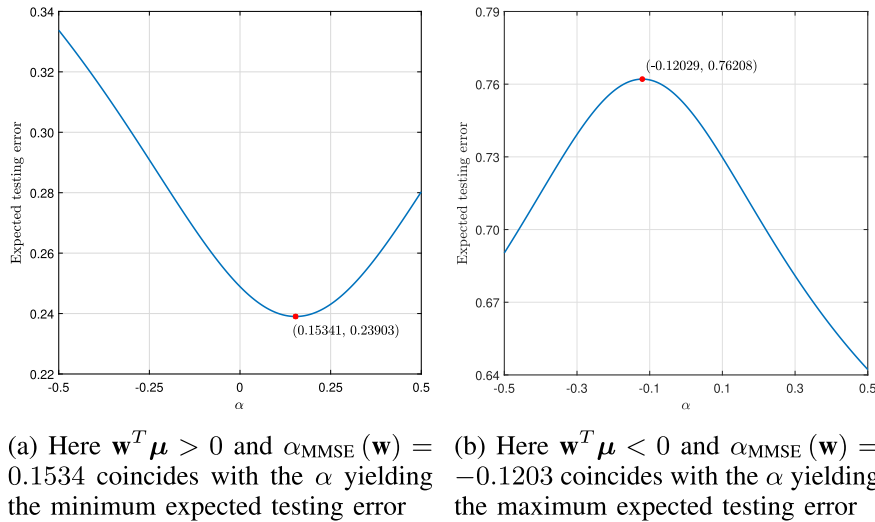 0.34
0.32
0.30
0.28
0.26
0.24
0.22
-0.5
-0.25
0
0.25
0.5
Expected testing error
α
(0.15341, 0.23903)
0.79
0.76
0.73
0.70
0.67
0.64
-0.5
-0.3
-0.1
0.1
0.3
0.5
Expected testing error
α
(-0.12029, 0.76208)
(a) Here w^T μ > 0 and α_MMSE (w) =
0.1534 coincides with the α yielding
the minimum expected testing error
(b) Here w^T μ < 0 and α_MMSE (w) =
−0.1203 coincides with the α yielding
the maximum expected testing error